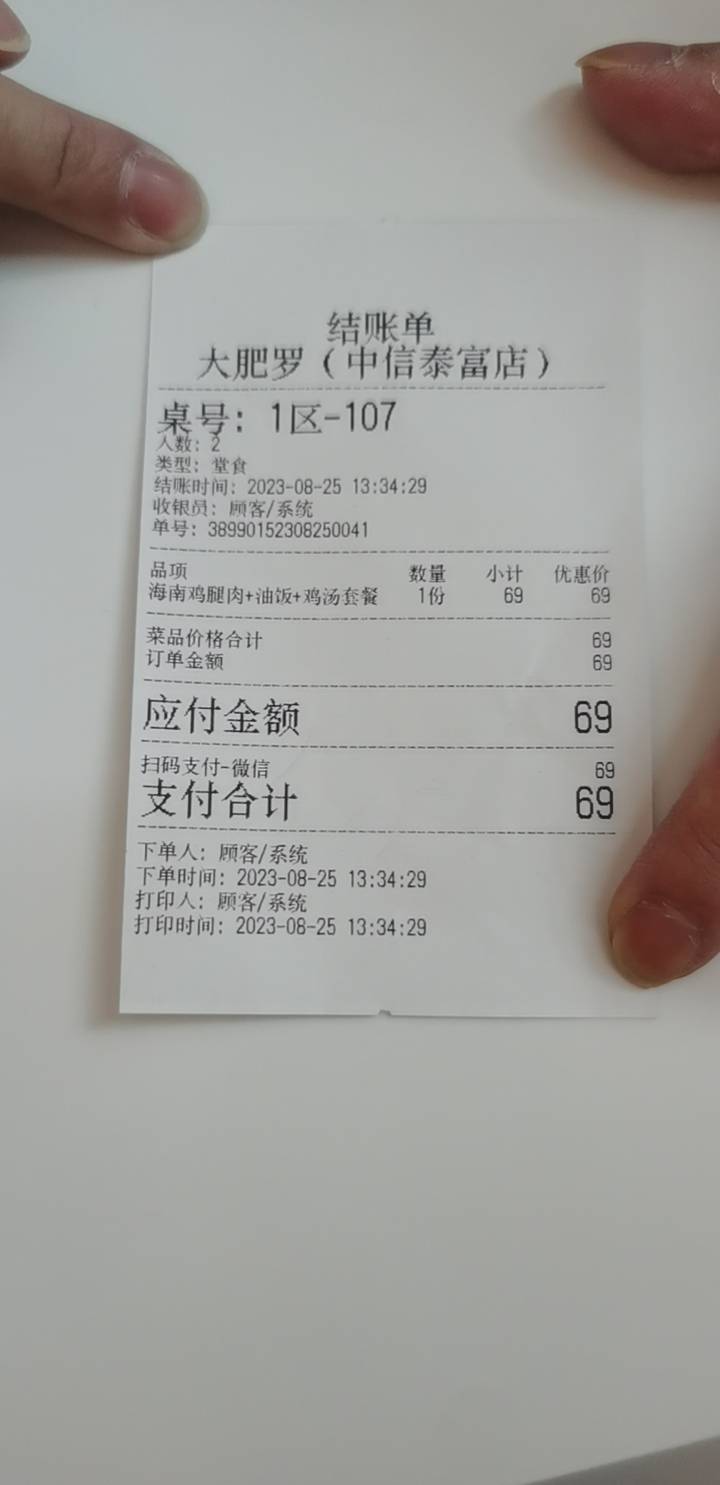 结账单
大肥罗（中信泰富店）
桌号: 1区-107
人数: 2
类型: 堂食
结账时间: 2023-08-25 13:34:29
收银员: 顾客/系统
单号: 38990152308250041
品项 数量 小计 优惠价
海南鸡腿肉+油饭+鸡汤套餐 1份 69 69
菜品价格合计 69
订单金额 69
应付金额 69
扫码支付-微信 69
支付合计 69
下单人: 顾客/系统
下单时间: 2023-08-25 13:34:29
打印人: 顾客/系统
打印时间: 2023-08-25 13:34:29